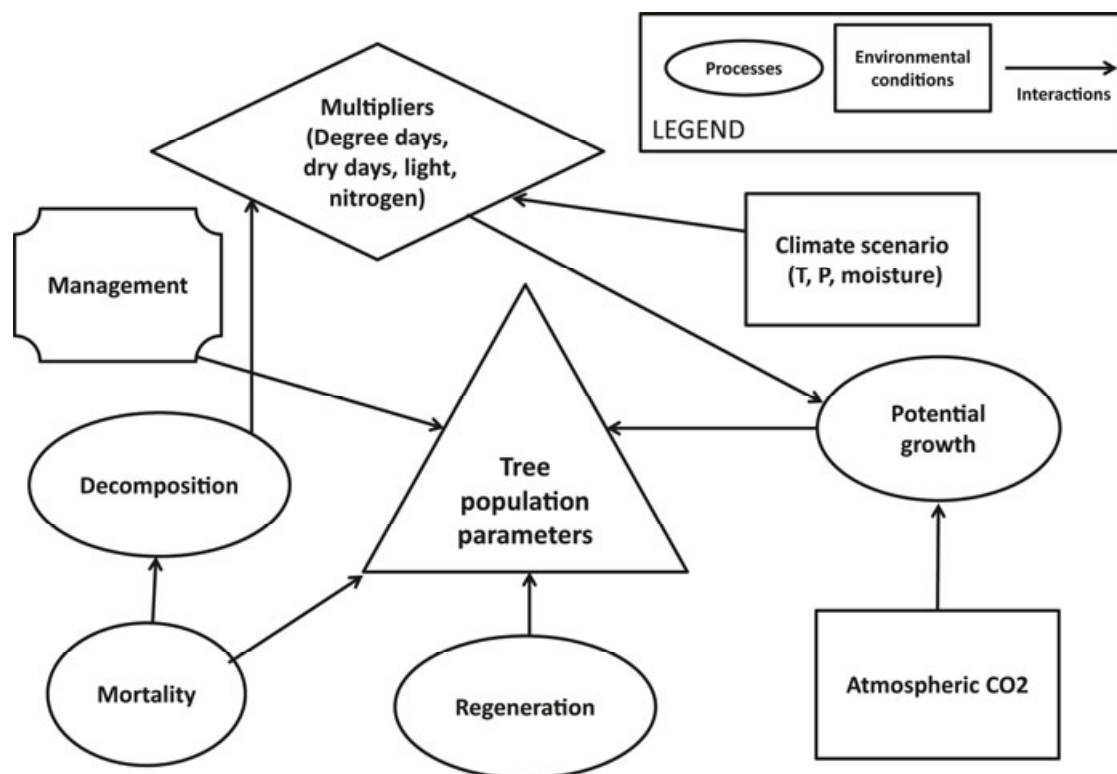 Processes
Environmental
conditions
Interactions
LEGEND
Multipliers
(Degree days,
dry days, light,
nitrogen)
Management
Climate scenario
(T, P, moisture)
Potential
growth
Decomposition
Tree
population
parameters
Mortality
Regeneration
Atmospheric CO2